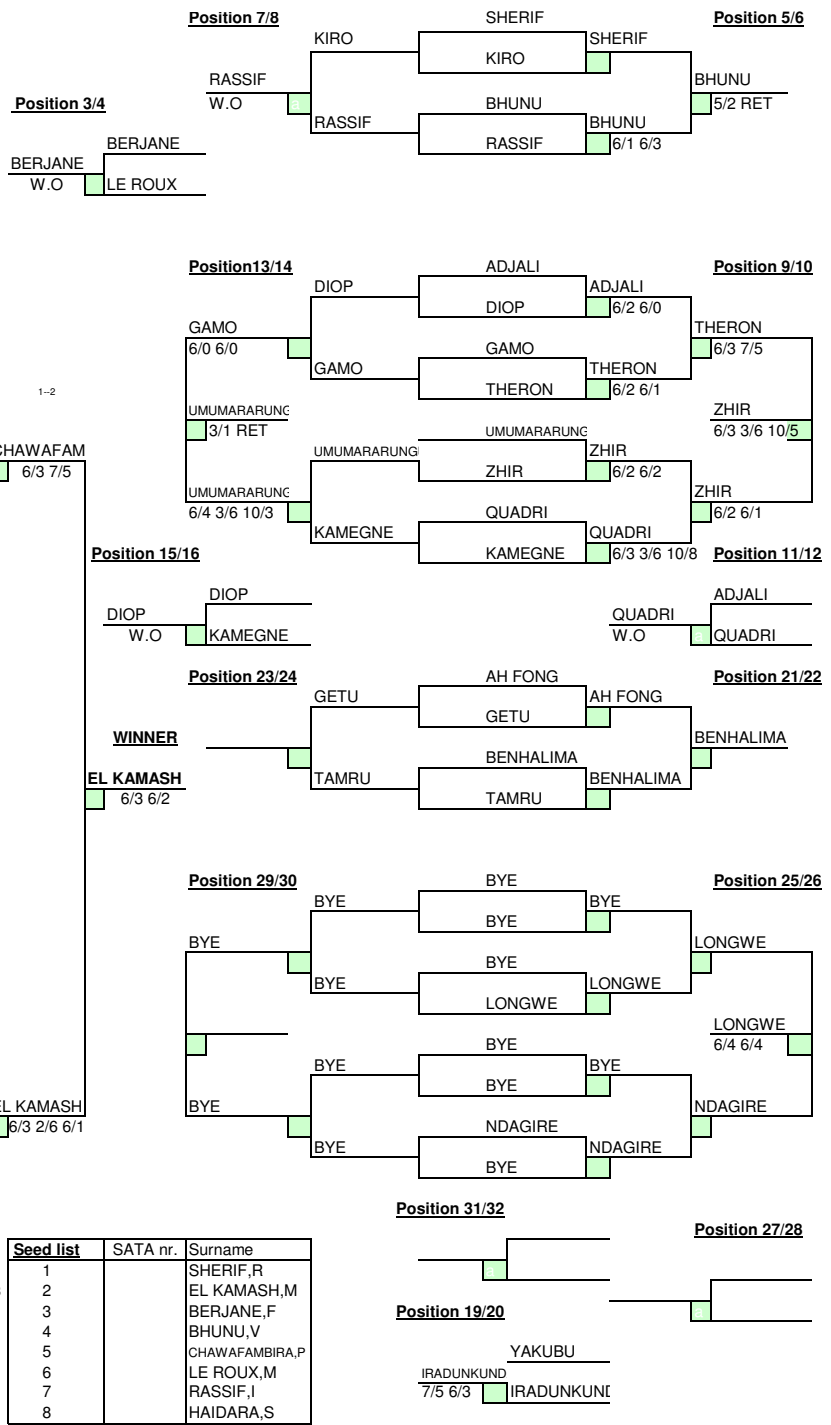 Position 7/8 SHERIF Position 5/6
KIRO SHERIF
KIRO
RASSIF BHUNU
Position 3/4 W.O a BHUNU 5/2 RET
RASSIF BHUNU
BERJANE RASSIF 6/1 6/3
BERJANE
W.O LE ROUX
Position13/14 ADJALI Position 9/10
DIOP ADJALI
DIOP 6/2 6/0
GAMO THERON
6/0 6/0 GAMO 6/3 7/5
GAMO THERON
1--2 THERON 6/2 6/1
UMUMARARUNG ZHIR
3/1 RET UMUMARARUNG 6/3 3/6 10/5
CHAWAFAM UMUMARARUNG ZHIR
6/3 7/5 ZHIR 6/2 6/2
UMUMARARUNG ZHIR
6/4 3/6 10/3 QUADRI 6/2 6/1
KAMEGNE QUADRI
Position 15/16 KAMEGNE 6/3 3/6 10/8 Position 11/12
DIOP ADJALI
DIOP QUADRI
W.O KAMEGNE W.O a QUADRI
Position 23/24 AH FONG Position 21/22
GETU AH FONG
GETU
WINNER BENHALIMA
BENHALIMA
EL KAMASH TAMRU BENHALIMA
6/3 6/2 TAMRU
Position 29/30 BYE Position 25/26
BYE BYE
BYE
BYE LONGWE
BYE
BYE LONGWE
LONGWE
LONGWE
BYE 6/4 6/4
BYE BYE
BYE
EL KAMASH BYE NDAGIRE
6/3 2/6 6/1 NDAGIRE
BYE NDAGIRE
BYE
Position 31/32
Position 27/28
Seed list SATA nr. Surname
1 SHERIF,R
a
2 EL KAMASH,M
3 BERJANE,F Position 19/20 a
4 BHUNU,V
5 CHAWAFAMBIRA,P YAKUBU
6 LE ROUX,M IRADUNKUND
7 RASSIF,I 7/5 6/3 IRADUNKUND
8 HAIDARA,S